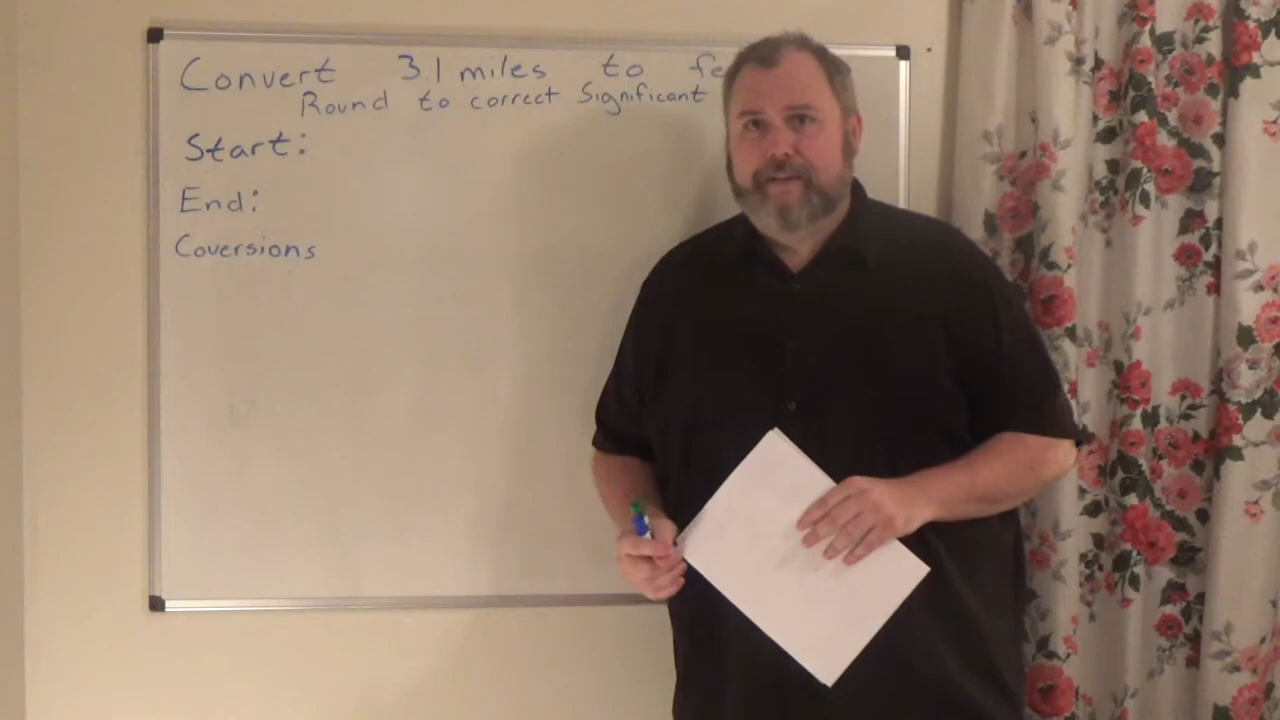 Convert 3.1 miles to fe
Round to correct Significant
Start:
End:
Coversions